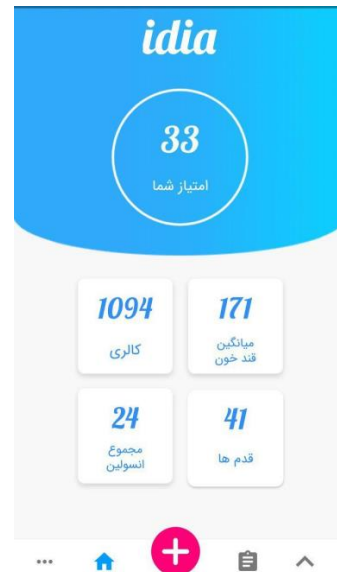 idia
33
امتیاز شما
171
میانگین
قند خون
1094
کالری
41
قدم ها
24
مجموع
انسولین